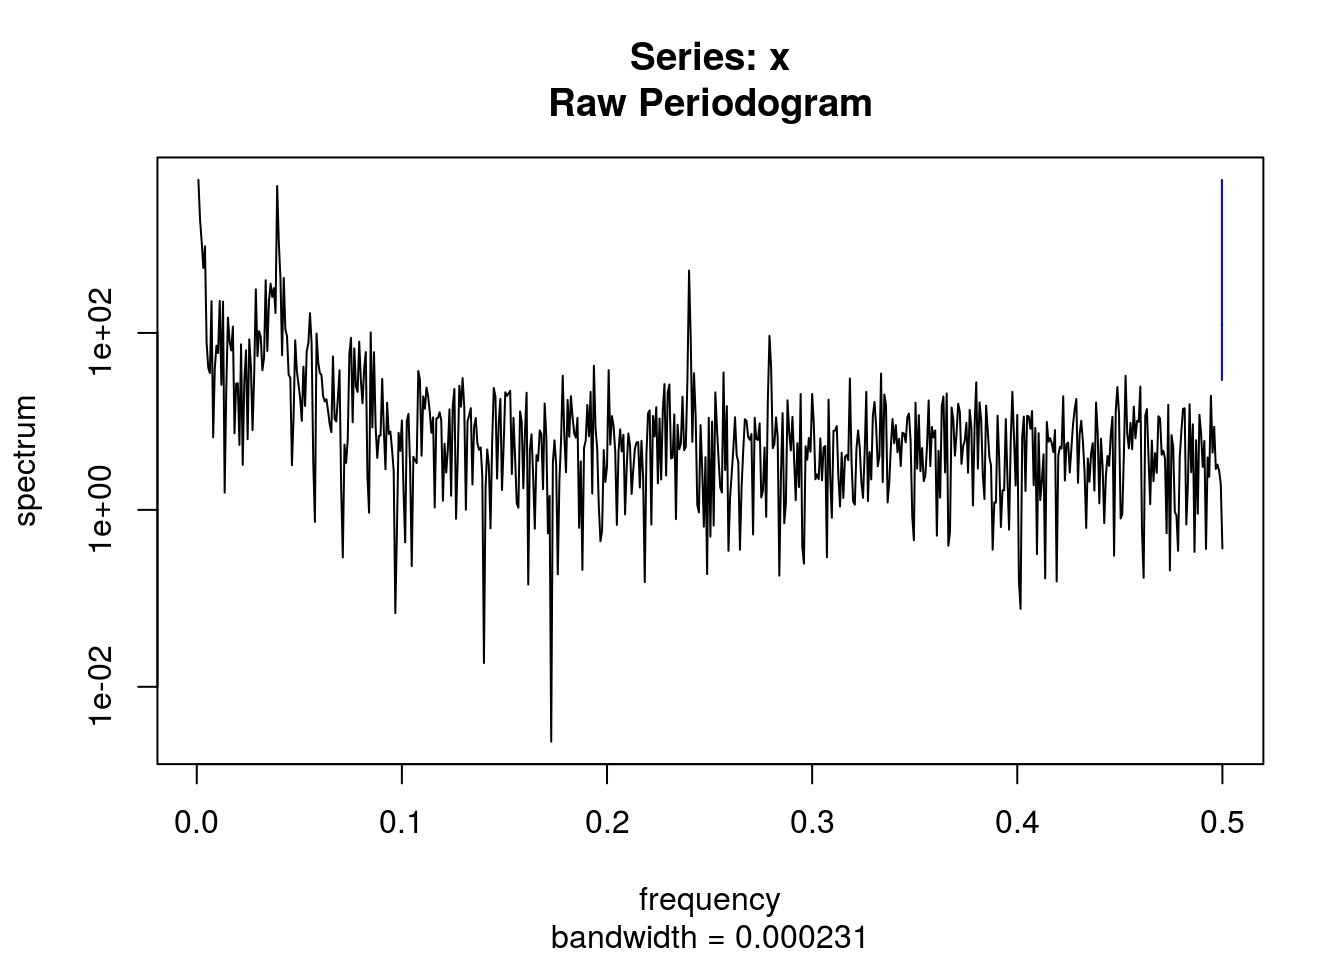 Series: x
Raw Periodogram
spectrum
1e+02
1e+00
1e-02
0.0 0.1 0.2 0.3 0.4 0.5
frequency
bandwidth = 0.000231